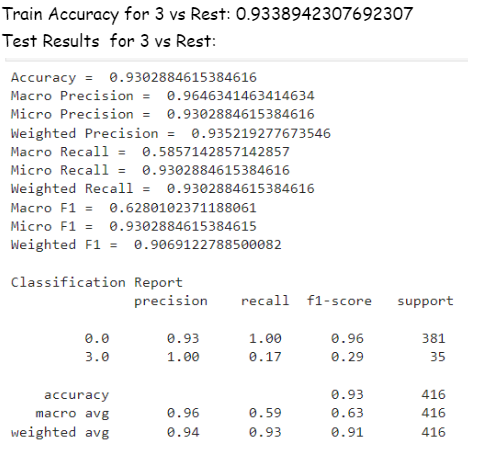 Train Accuracy for 3 vs Rest: 0.9338942307692307
Test Results  for 3 vs Rest:
Accuracy =  0.9302884615384616
Macro Precision =  0.9646341463414634
Micro Precision =  0.9302884615384616
Weighted Precision =  0.935219277673546
Macro Recall =  0.5857142857142857
Micro Recall =  0.9302884615384616
Weighted Recall =  0.9302884615384616
Macro F1 =  0.6280102371188061
Micro F1 =  0.9302884615384615
Weighted F1 =  0.9069122788500082
Classification Report
precision    recall  f1-score   support
0.0       0.93      1.00      0.96       381
3.0       1.00      0.17      0.29        35
accuracy                           0.93       416
macro avg       0.96      0.59      0.63       416
weighted avg       0.94      0.93      0.91       416